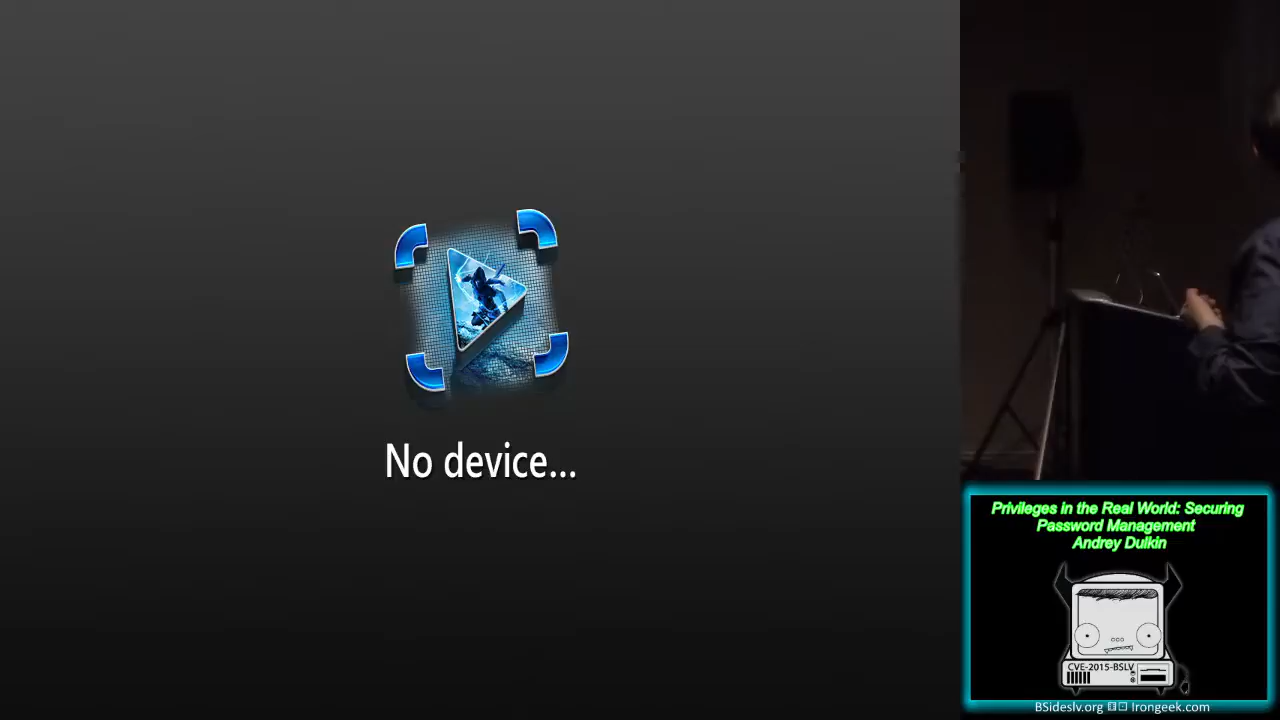 No device...
Privileges in the Real World: Securing
Password Management
Andrey Dulkin
CVE-2015-BSLV
BSideslv.org Irongeek.com